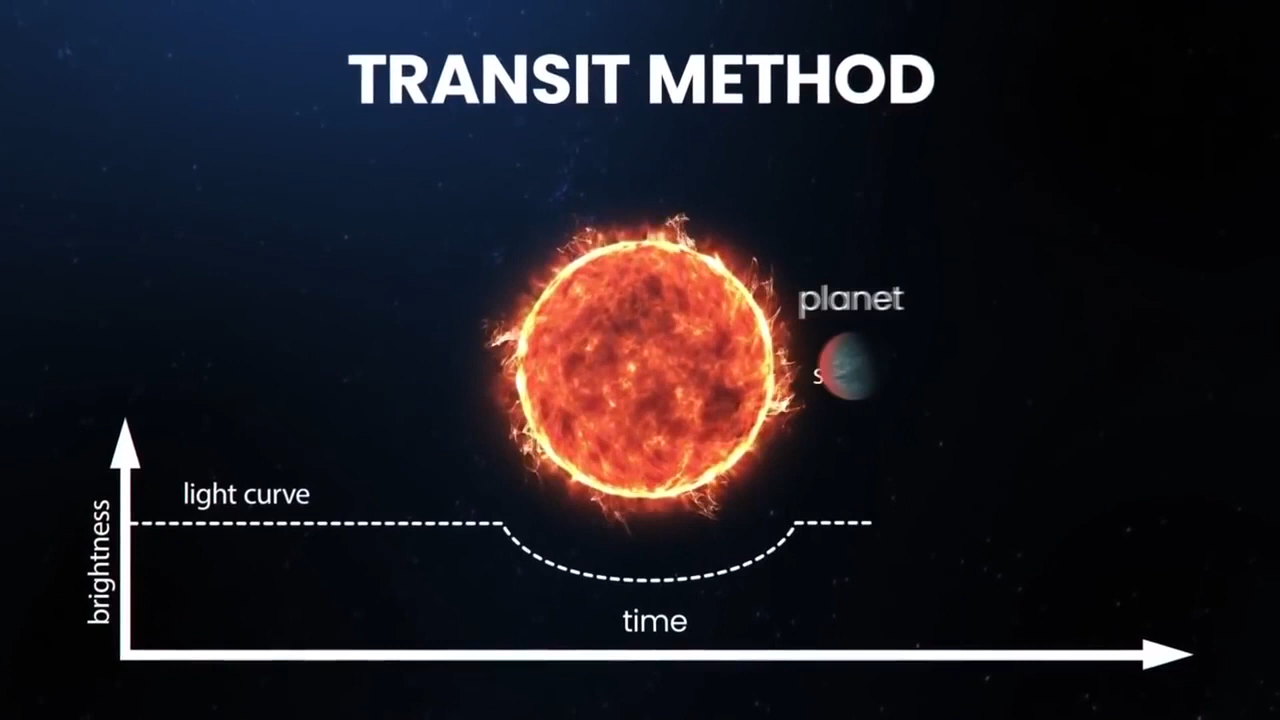 TRANSIT METHOD
planet
s
light curve
brightness
time